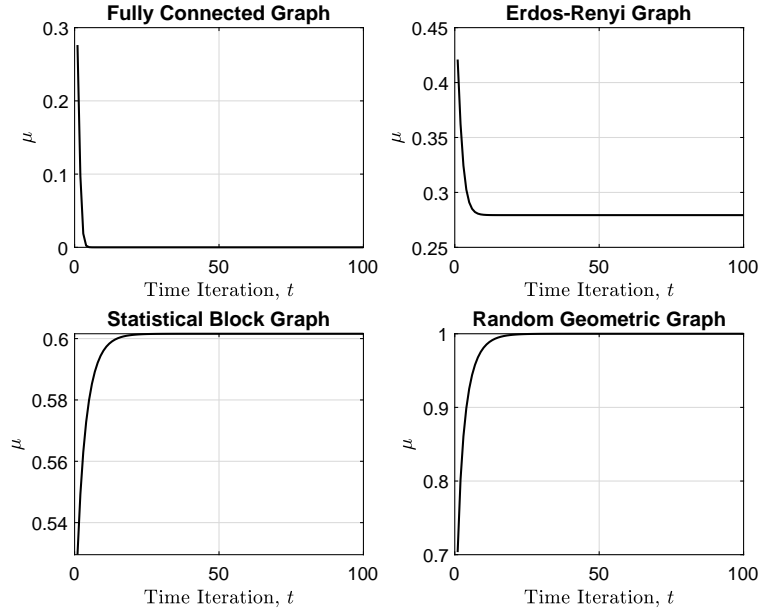 Fully Connected Graph
0.3
0.2
0.1
0
μ
0
50
100
Time Iteration, t
Erdos-Renyi Graph
0.45
0.4
0.35
0.3
0.25
μ
0
50
100
Time Iteration, t
Statistical Block Graph
0.6
0.58
0.56
0.54
μ
0
50
100
Time Iteration, t
Random Geometric Graph
1
0.9
0.8
0.7
μ
0
50
100
Time Iteration, t